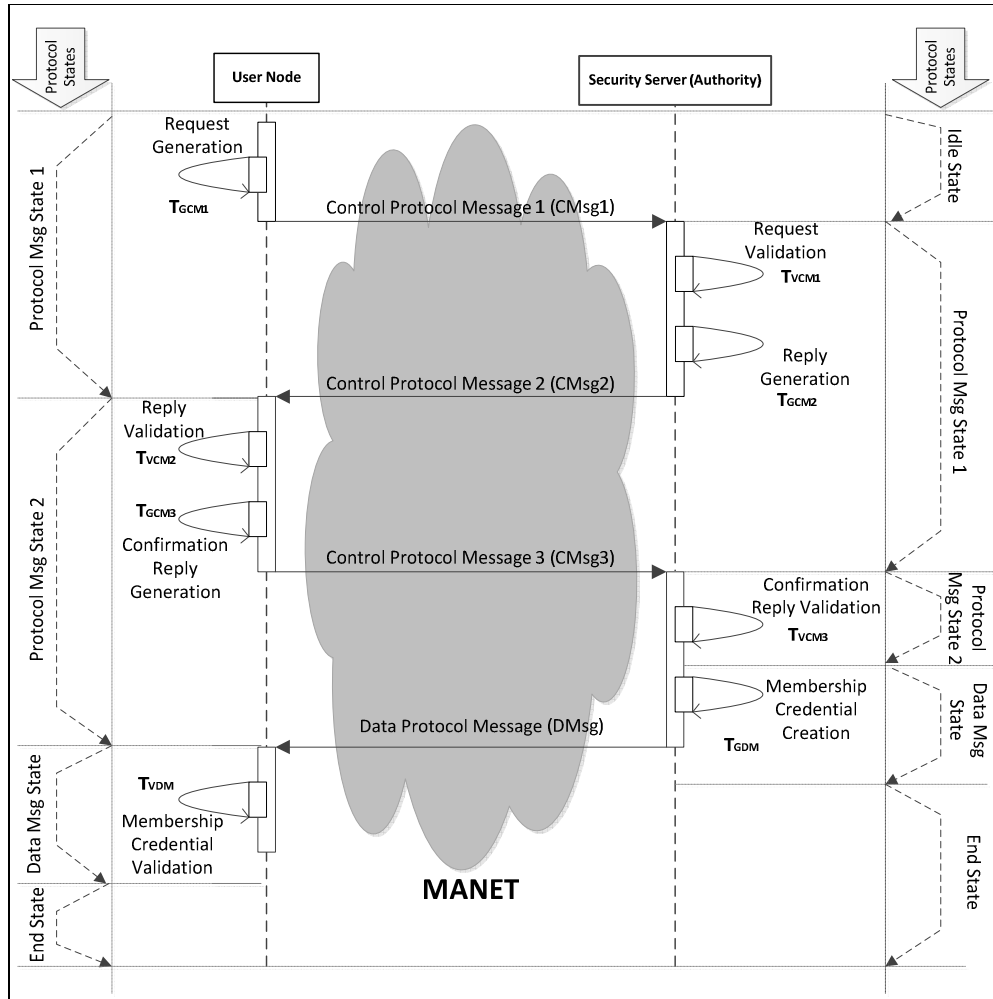 Protocol
States
User Node
Security Server (Authority)
Protocol
States
Request
Generation
TGCM1
Idle State
Protocol Msg State 1
Control Protocol Message 1 (CMsg1)
Request
Validation
TVCM1
Reply
Generation
TGCM2
Protocol Msg State 1
Control Protocol Message 2 (CMsg2)
Reply
Validation
TVCM2
TGCM3
Confirmation
Reply
Generation
Protocol Msg State 2
Control Protocol Message 3 (CMsg3)
Confirmation
Reply Validation
TVCM3
Protocol
Msg State 2
Membership
Credential
Creation
TGDM
Data Msg
State
Data Protocol Message (DMsg)
TVDM
Membership
Credential
Validation
Data Msg State
MANET
End State
End State